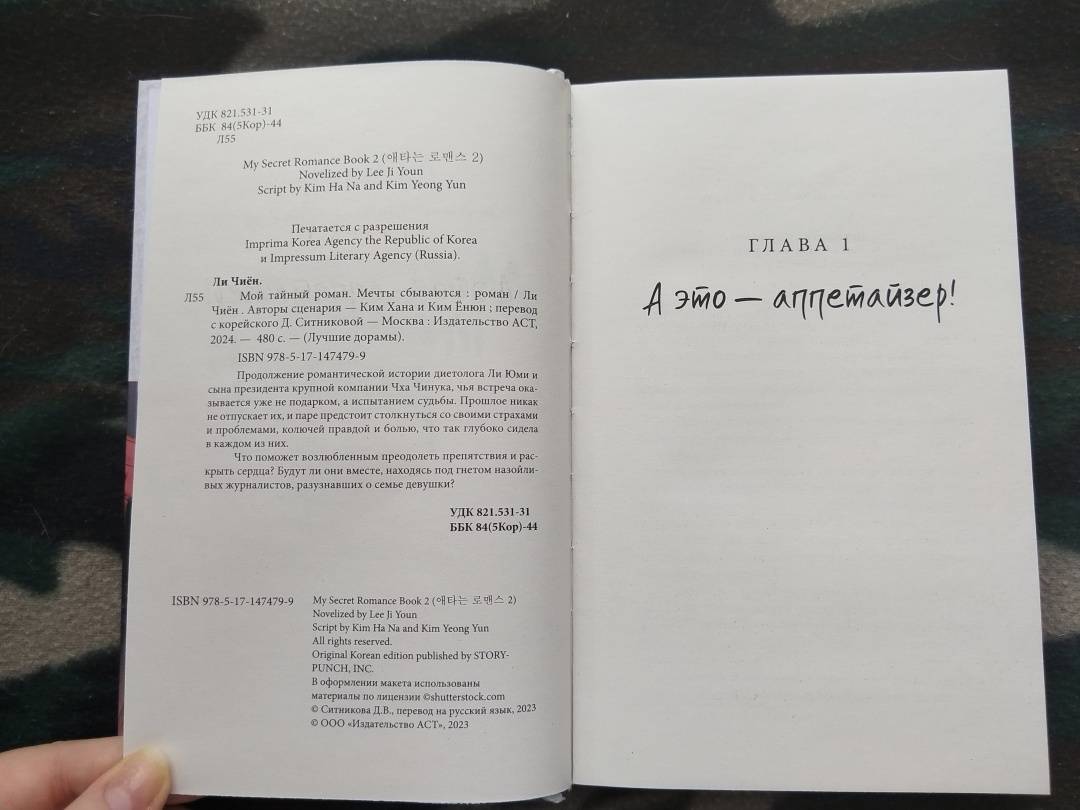 УДК 821.531-31
ББК 84(5Кор)-44
Л55
My Secret Romance Book 2 (애타는 로맨스 2)
Novelized by Lee Ji Youn
Script by Kim Ha Na and Kim Yeong Yun
Печатается с разрешения
Imprima Korea Agency the Republic of Korea
и Impressum Literary Agency (Russia).
Ли Чиён.
Л55 Мой тайный роман. Мечты сбываются : роман / Ли
Чиён . Авторы сценария — Ким Хана и Ким Ёнюн ; перевод
с корейского Д. Ситниковой — Москва : Издательство АСТ,
2024. — 480 с. — (Лучшие дорамы).
ISBN 978-5-17-147479-9
Продолжение романтической истории диетолога Ли Юми и
сына президента крупной компании Чха Чинука, чья встреча ока-
зывается уже не подарком, а испытанием судьбы. Прошлое никак
не отпускает их, и паре предстоит столкнуться со своими страхами
и проблемами, колючей правдой и болью, что так глубоко сидела
в каждом из них.
Что поможет возлюбленным преодолеть препятствия и рас-
крыть сердца? Будут ли они вместе, находясь под гнетом назойли-
вых журналистов, разузнавших о семье девушки?
УДК 821.531-31
ББК 84(5Кор)-44
ISBN 978-5-17-147479-9
My Secret Romance Book 2 (애타는 로맨스 2)
Novelized by Lee Ji Youn
Script by Kim Ha Na and Kim Yeong Yun
All rights reserved.
Original Korean edition published by STORY-
PUNCH, INC.
В оформлении макета использованы
материалы по лицензии ©shutterstock.com
© Ситникова Д.В., перевод на русский язык, 2023
© ООО «Издательство АСТ», 2023
ГЛАВА 1
А это — аппетайзер!